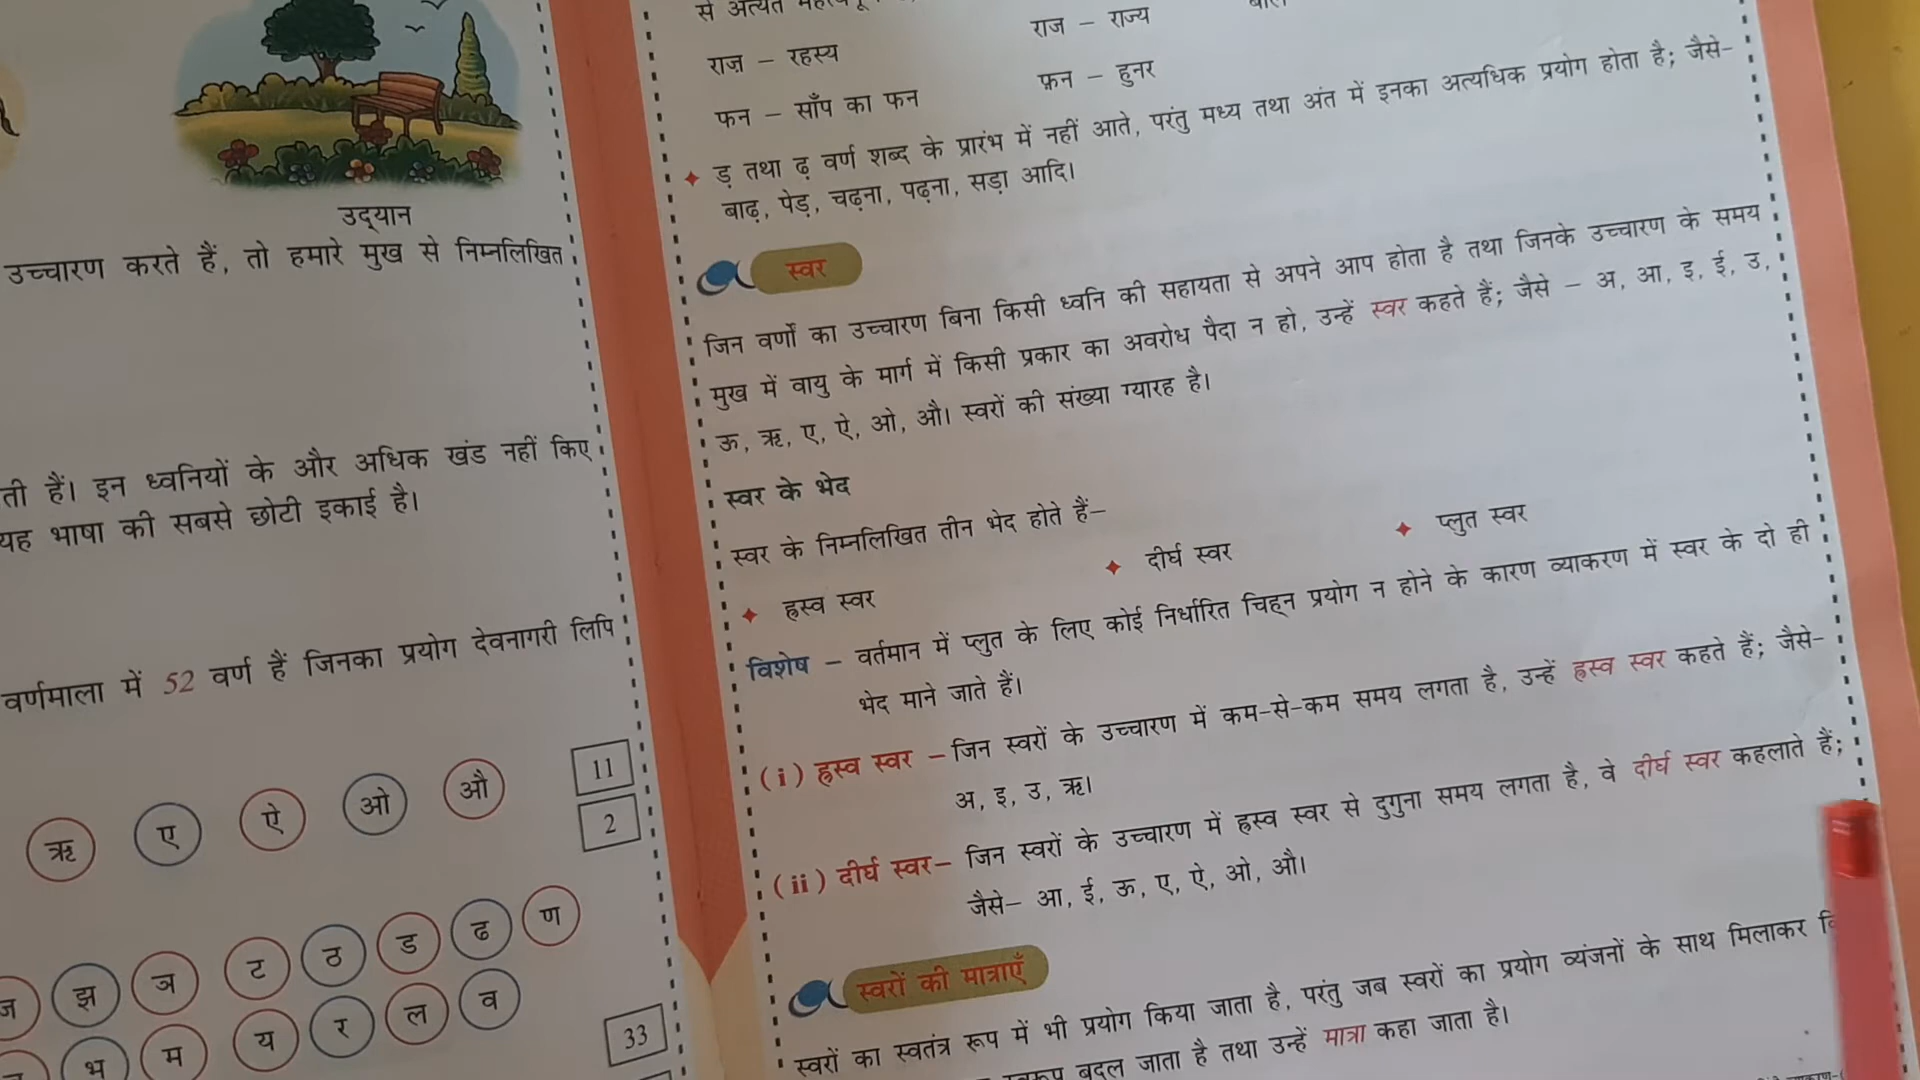 उद्‌यान
उच्चारण करते हैं, तो हमारे मुख से निम्नलिखित
ती हैं। इन ध्वनियों के और अधिक खंड नहीं किए
यह भाषा की सबसे छोटी इकाई है।
वर्णमाला में 52 वर्ण हैं जिनका प्रयोग देवनागरी लिपि
ऋ ए ऐ ओ औ 11
2
ज झ ञ ट ठ ड ढ ण
भ म य र ल व 33
से अत्यंत
राज़ – रहस्य राज – राज्य
फन – साँप का फन फ़न – हुनर
ड़ तथा ढ़ वर्ण शब्द के प्रारंभ में नहीं आते, परंतु मध्य तथा अंत में इनका अत्यधिक प्रयोग होता है; जैसे–
बाढ़, पेड़, चढ़ना, पढ़ना, सड़ा आदि।
स्वर
जिन वर्णों का उच्चारण बिना किसी ध्वनि की सहायता से अपने आप होता है तथा जिनके उच्चारण के समय
मुख में वायु के मार्ग में किसी प्रकार का अवरोध पैदा न हो, उन्हें स्वर कहते हैं; जैसे – अ, आ, इ, ई, उ,
ऊ, ऋ, ए, ऐ, ओ, औ। स्वरों की संख्या ग्यारह है।
स्वर के भेद
स्वर के निम्नलिखित तीन भेद होते हैं–
ह्रस्व स्वर दीर्घ स्वर प्लुत स्वर
विशेष – वर्तमान में प्लुत के लिए कोई निर्धारित चिह्‌न प्रयोग न होने के कारण व्याकरण में स्वर के दो ही
भेद माने जाते हैं।
(i) ह्रस्व स्वर – जिन स्वरों के उच्चारण में कम-से-कम समय लगता है, उन्हें ह्रस्व स्वर कहते हैं; जैसे–
अ, इ, उ, ऋ।
(ii) दीर्घ स्वर– जिन स्वरों के उच्चारण में ह्रस्व स्वर से दुगुना समय लगता है, वे दीर्घ स्वर कहलाते हैं;
जैसे– आ, ई, ऊ, ए, ऐ, ओ, औ।
स्वरों की मात्राएँ
स्वरों का स्वतंत्र रूप में भी प्रयोग किया जाता है, परंतु जब स्वरों का प्रयोग व्यंजनों के साथ मिलाकर
बदल जाता है तथा उन्हें मात्रा कहा जाता है।